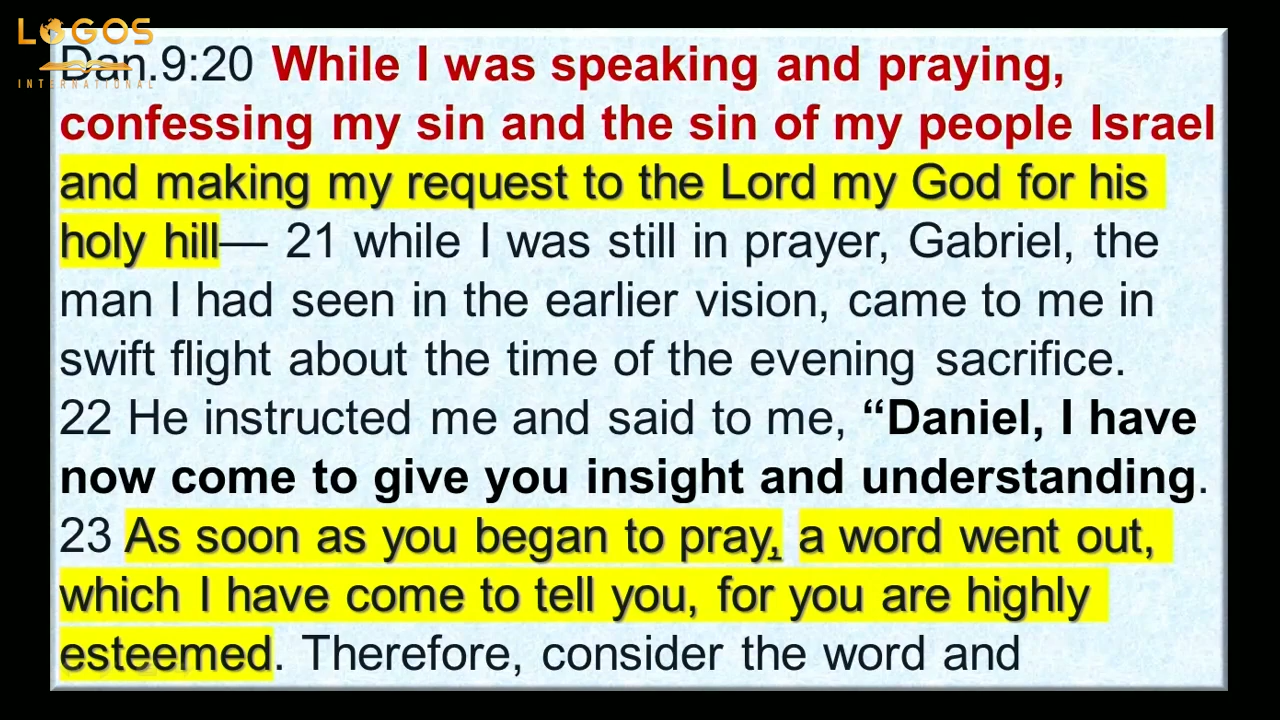 LOGOS
INTERNATIONAL
Dan.9:20 While I was speaking and praying,
confessing my sin and the sin of my people Israel
and making my request to the Lord my God for his
holy hill— 21 while I was still in prayer, Gabriel, the
man I had seen in the earlier vision, came to me in
swift flight about the time of the evening sacrifice.
22 He instructed me and said to me, “Daniel, I have
now come to give you insight and understanding.
23 As soon as you began to pray, a word went out,
which I have come to tell you, for you are highly
esteemed. Therefore, consider the word and